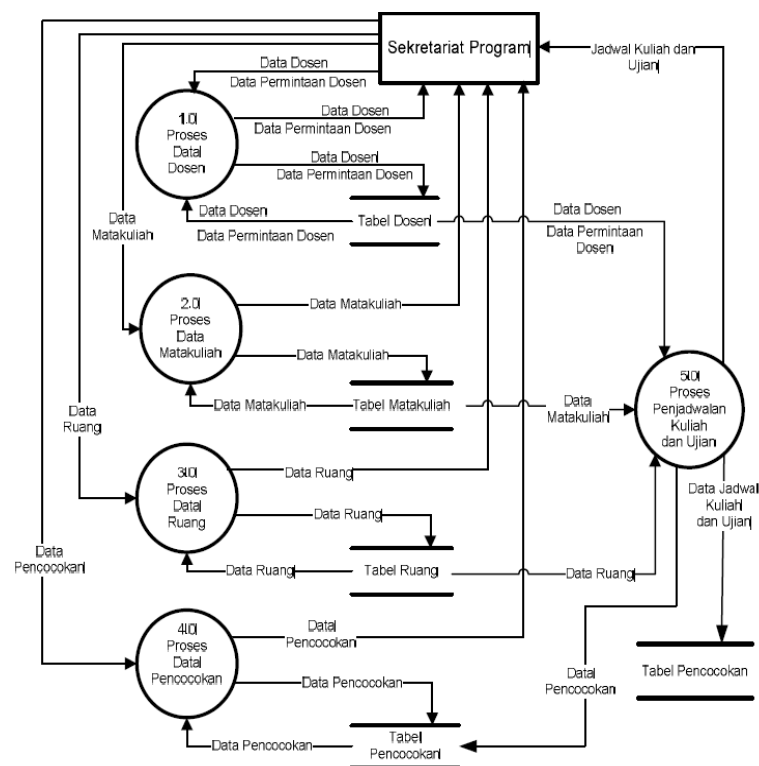 Sekretariat Program
Jadwal Kuliah dan
Ujian
Data Dosen
Data Permintaan Dosen
1.0
Proses
Data
Dosen
Data Dosen
Data Permintaan Dosen
Data Dosen
Data Permintaan Dosen
Data Dosen
Data Permintaan Dosen
Tabel Dosen
Data Dosen
Data Permintaan
Dosen
Data
Matakuliah
2.0
Proses
Data
Matakuliah
Data Matakuliah
Data Matakuliah
Data Matakuliah
Tabel Matakuliah
Data
Matakuliah
5.0
Proses
Penjadwalan
Kuliah
dan Ujian
Data
Ruang
3.0
Proses
Data
Ruang
Data Ruang
Data Ruang
Data Ruang
Tabel Ruang
Data Ruang
Data Jadwal
Kuliah
dan Ujian
Data
Pencocokan
4.0
Proses
Data
Pencocokan
Data
Pencocokan
Data Pencocokan
Data Pencocokan
Tabel
Pencocokan
Data
Pencocokan
Tabel Pencocokan